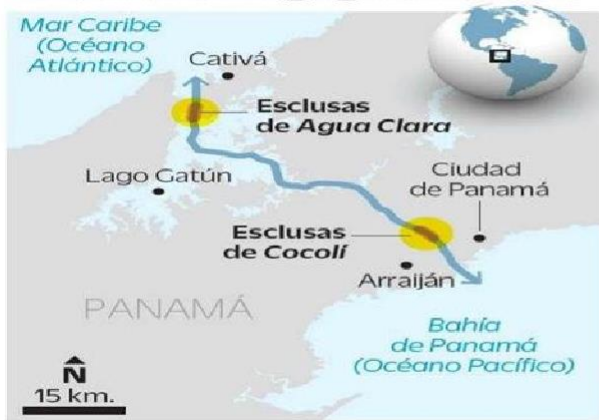 Mar Caribe
(Océano
Atlántico)
Cativá
Esclusas
de Agua Clara
Lago Gatún
Ciudad
de Panamá
Esclusas
de Cocolí
Arraiján
PANAMÁ
Bahía
de Panamá
(Océano Pacífico)
N
15 km.